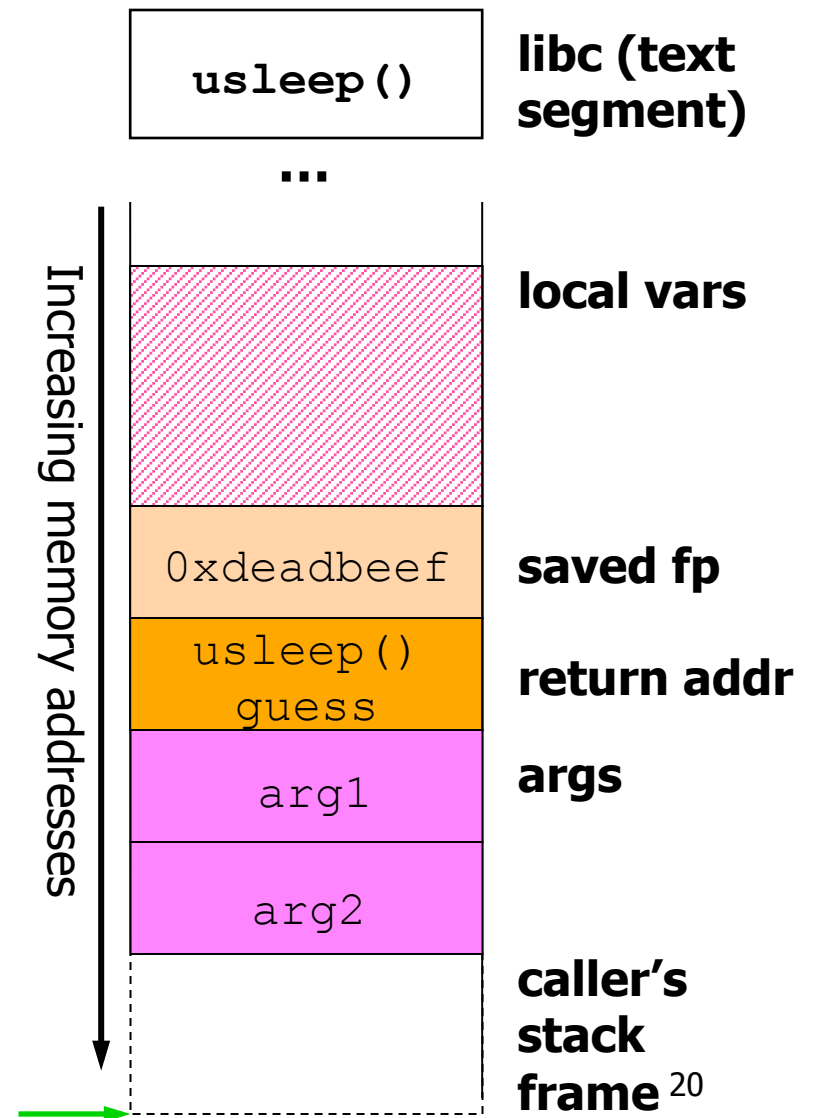 usleep()
libc (text
segment)
...
Increasing memory addresses
local vars
0xdeadbeef
saved fp
usleep()
guess
return addr
arg1
args
arg2
caller’s
stack
frame 20